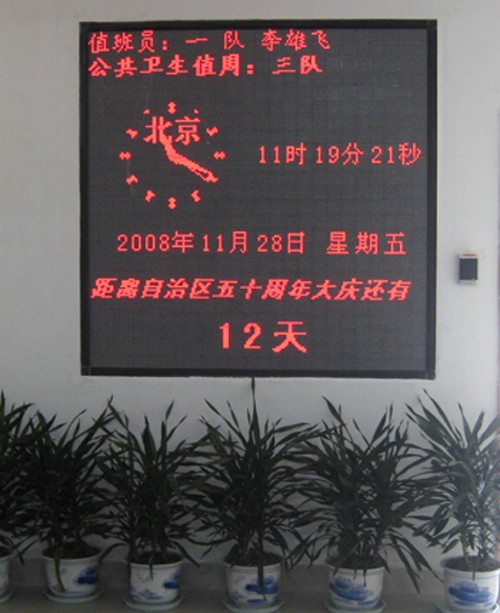 值班员：一 队 李雄飞
公共卫生值周：三队
北京
11时19分21秒
2008年11月28日 星期五
距离自治区五十周年大庆还有
12天